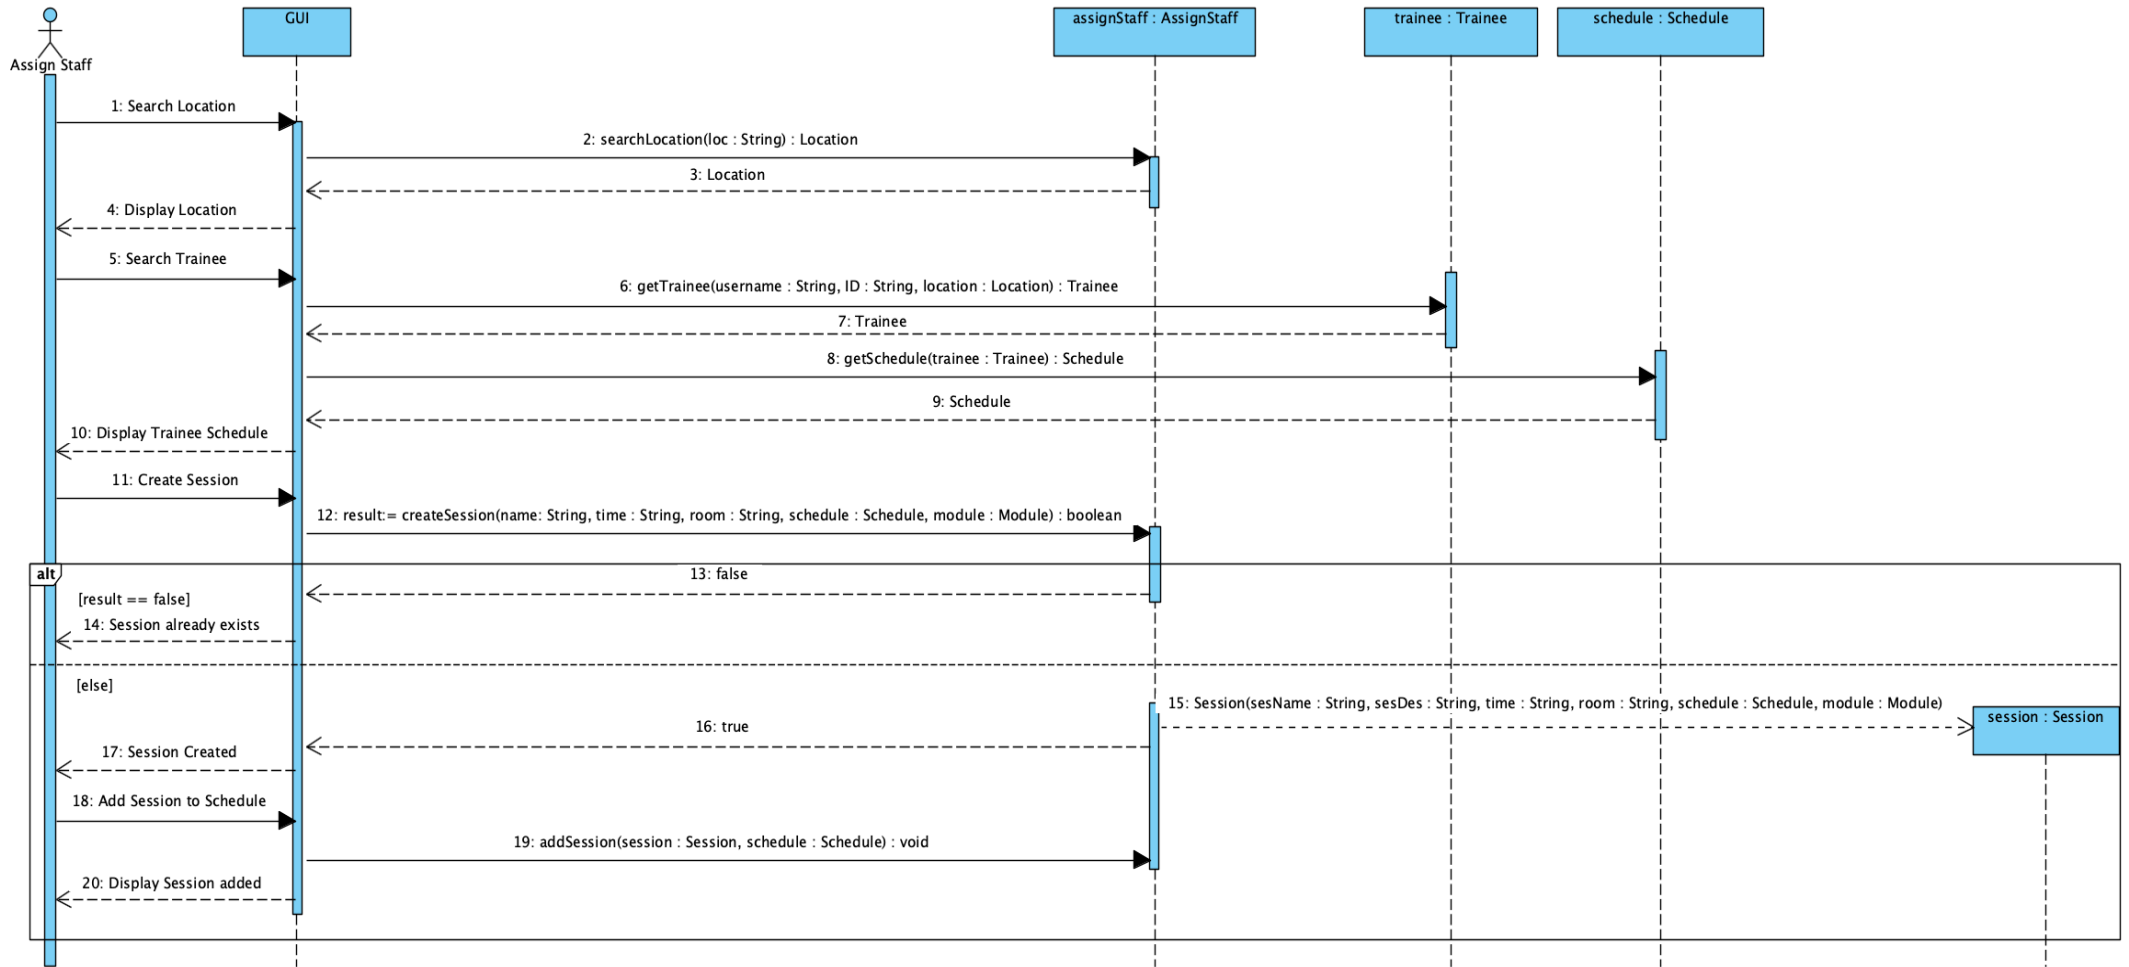 GUI
assignStaff : AssignStaff
trainee : Trainee
schedule : Schedule
Assign Staff
1: Search Location
2: searchLocation(loc : String) : Location
3: Location
4: Display Location
5: Search Trainee
6: getTrainee(username : String, ID : String, location : Location) : Trainee
7: Trainee
8: getSchedule(trainee : Trainee) : Schedule
9: Schedule
10: Display Trainee Schedule
11: Create Session
12: result:= createSession(name: String, time : String, room : String, schedule : Schedule, module : Module) : boolean
alt
13: false
[result == false]
14: Session already exists
[else]
15: Session(sesName : String, sesDes : String, time : String, room : String, schedule : Schedule, module : Module)
session : Session
16: true
17: Session Created
18: Add Session to Schedule
19: addSession(session : Session, schedule : Schedule) : void
20: Display Session added